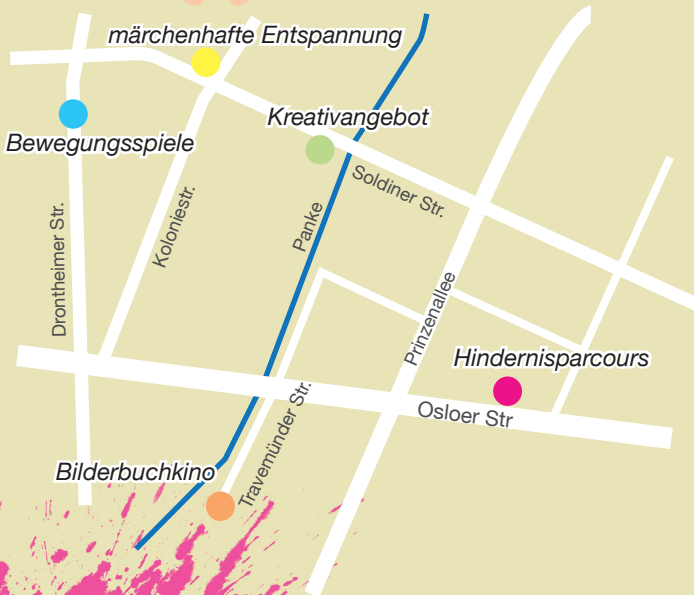 märchenhafte Entspannung
Kreativangebot
Bewegungsspiele
Soldiner Str.
Koloniestr.
Panke
Drontheimer Str.
Prinzenallee
Hindernisparcours
Osloer Str
Travemünder Str.
Bilderbuchkino